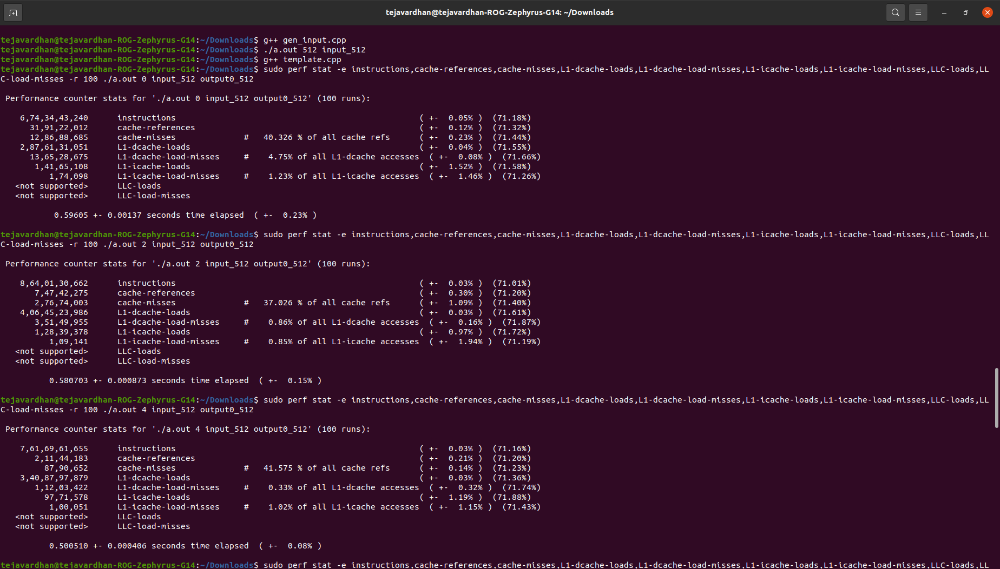 tejavardhan@tejavardhan-ROG-Zephyrus-G14: ~/Downloads
tejavardhan@tejavardhan-ROG-Zephyrus-G14:~/Downloads$ g++ gen_input.cpp
tejavardhan@tejavardhan-ROG-Zephyrus-G14:~/Downloads$ ./a.out 512 input_512
tejavardhan@tejavardhan-ROG-Zephyrus-G14:~/Downloads$ g++ template.cpp
tejavardhan@tejavardhan-ROG-Zephyrus-G14:~/Downloads$ sudo perf stat -e instructions,cache-references,cache-misses,L1-dcache-loads,L1-dcache-load-misses,L1-icache-loads,L1-icache-load-misses,LLC-loads,LL
C-load-misses -r 100 ./a.out 0 input_512 output0_512
Performance counter stats for './a.out 0 input_512 output0_512' (100 runs):
6,74,34,43,240 instructions ( +- 0.05% ) (71.18%)
31,91,22,012 cache-references ( +- 0.12% ) (71.32%)
12,86,88,685 cache-misses # 40.326 % of all cache refs ( +- 0.23% ) (71.44%)
2,87,61,31,051 L1-dcache-loads ( +- 0.04% ) (71.55%)
13,65,28,675 L1-dcache-load-misses # 4.75% of all L1-dcache accesses ( +- 0.08% ) (71.66%)
1,41,65,108 L1-icache-loads ( +- 1.52% ) (71.58%)
1,74,098 L1-icache-load-misses # 1.23% of all L1-icache accesses ( +- 1.46% ) (71.26%)
<not supported> LLC-loads
<not supported> LLC-load-misses
0.59605 +- 0.00137 seconds time elapsed ( +- 0.23% )
tejavardhan@tejavardhan-ROG-Zephyrus-G14:~/Downloads$ sudo perf stat -e instructions,cache-references,cache-misses,L1-dcache-loads,L1-dcache-load-misses,L1-icache-loads,L1-icache-load-misses,LLC-loads,LL
C-load-misses -r 100 ./a.out 2 input_512 output0_512
Performance counter stats for './a.out 2 input_512 output0_512' (100 runs):
8,64,01,30,662 instructions ( +- 0.03% ) (71.01%)
7,47,42,275 cache-references ( +- 0.30% ) (71.20%)
2,76,74,003 cache-misses # 37.026 % of all cache refs ( +- 1.09% ) (71.40%)
4,06,45,23,986 L1-dcache-loads ( +- 0.03% ) (71.61%)
3,51,49,955 L1-dcache-load-misses # 0.86% of all L1-dcache accesses ( +- 0.16% ) (71.87%)
1,28,39,378 L1-icache-loads ( +- 0.97% ) (71.72%)
1,09,141 L1-icache-load-misses # 0.85% of all L1-icache accesses ( +- 1.94% ) (71.19%)
<not supported> LLC-loads
<not supported> LLC-load-misses
0.580703 +- 0.000873 seconds time elapsed ( +- 0.15% )
tejavardhan@tejavardhan-ROG-Zephyrus-G14:~/Downloads$ sudo perf stat -e instructions,cache-references,cache-misses,L1-dcache-loads,L1-dcache-load-misses,L1-icache-loads,L1-icache-load-misses,LLC-loads,LL
C-load-misses -r 100 ./a.out 4 input_512 output0_512
Performance counter stats for './a.out 4 input_512 output0_512' (100 runs):
7,61,69,61,655 instructions ( +- 0.03% ) (71.16%)
2,11,44,183 cache-references ( +- 0.21% ) (71.20%)
87,90,652 cache-misses # 41.575 % of all cache refs ( +- 0.14% ) (71.23%)
3,40,87,97,879 L1-dcache-loads ( +- 0.03% ) (71.36%)
1,12,03,422 L1-dcache-load-misses # 0.33% of all L1-dcache accesses ( +- 0.32% ) (71.74%)
97,71,578 L1-icache-loads ( +- 1.19% ) (71.88%)
1,00,051 L1-icache-load-misses # 1.02% of all L1-icache accesses ( +- 1.15% ) (71.43%)
<not supported> LLC-loads
<not supported> LLC-load-misses
0.500510 +- 0.000406 seconds time elapsed ( +- 0.08% )
tejavardhan@tejavardhan-ROG-Zephyrus-G14:~/Downloads$ sudo perf stat -e instructions,cache-references,cache-misses,L1-dcache-loads,L1-dcache-load-misses,L1-icache-loads,L1-icache-load-misses,LLC-loads,LL